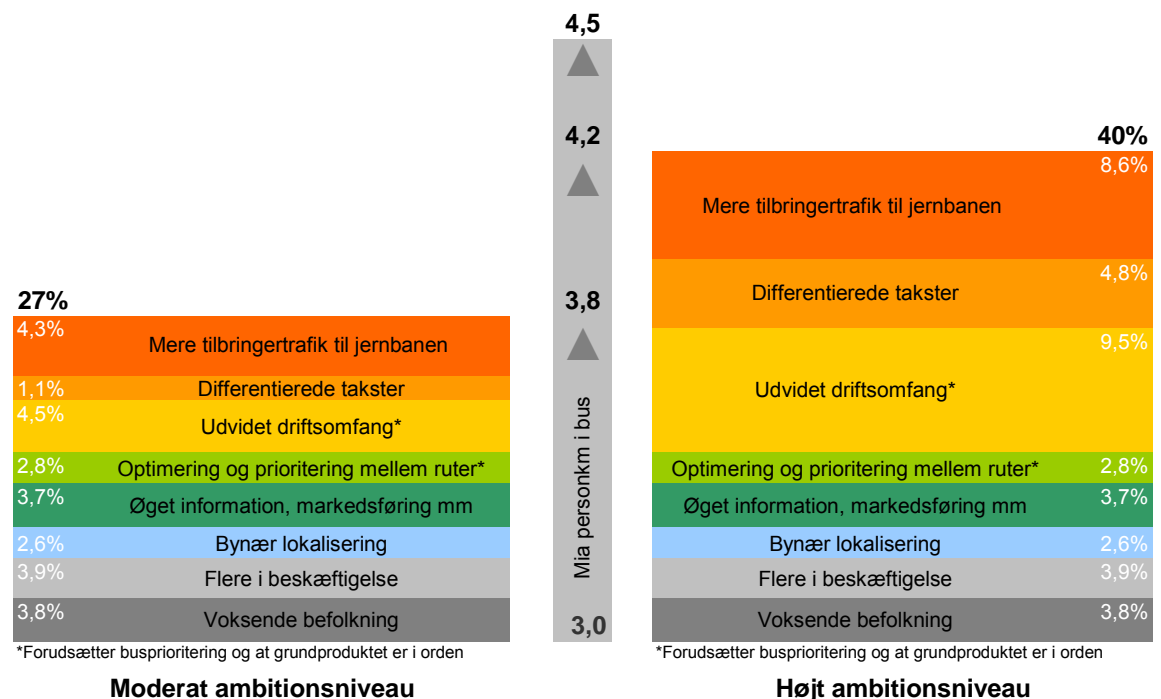 27%
4,3% Mere tilbringertrafik til jernbanen
1,1% Differentierede takster
4,5% Udvidet driftsomfang*
2,8% Optimering og prioritering mellem ruter*
3,7% Øget information, markedsføring mm
2,6% Bynær lokalisering
3,9% Flere i beskæftigelse
3,8% Voksende befolkning
*Forudsætter busprioritering og at grundproduktet er i orden
Moderat ambitionsniveau
4,5
4,2
3,8
Mia personkm i bus
3,0
40%
Mere tilbringertrafik til jernbanen 8,6%
Differentierede takster 4,8%
Udvidet driftsomfang* 9,5%
Optimering og prioritering mellem ruter* 2,8%
Øget information, markedsføring mm 3,7%
Bynær lokalisering 2,6%
Flere i beskæftigelse 3,9%
Voksende befolkning 3,8%
*Forudsætter busprioritering og at grundproduktet er i orden
Højt ambitionsniveau